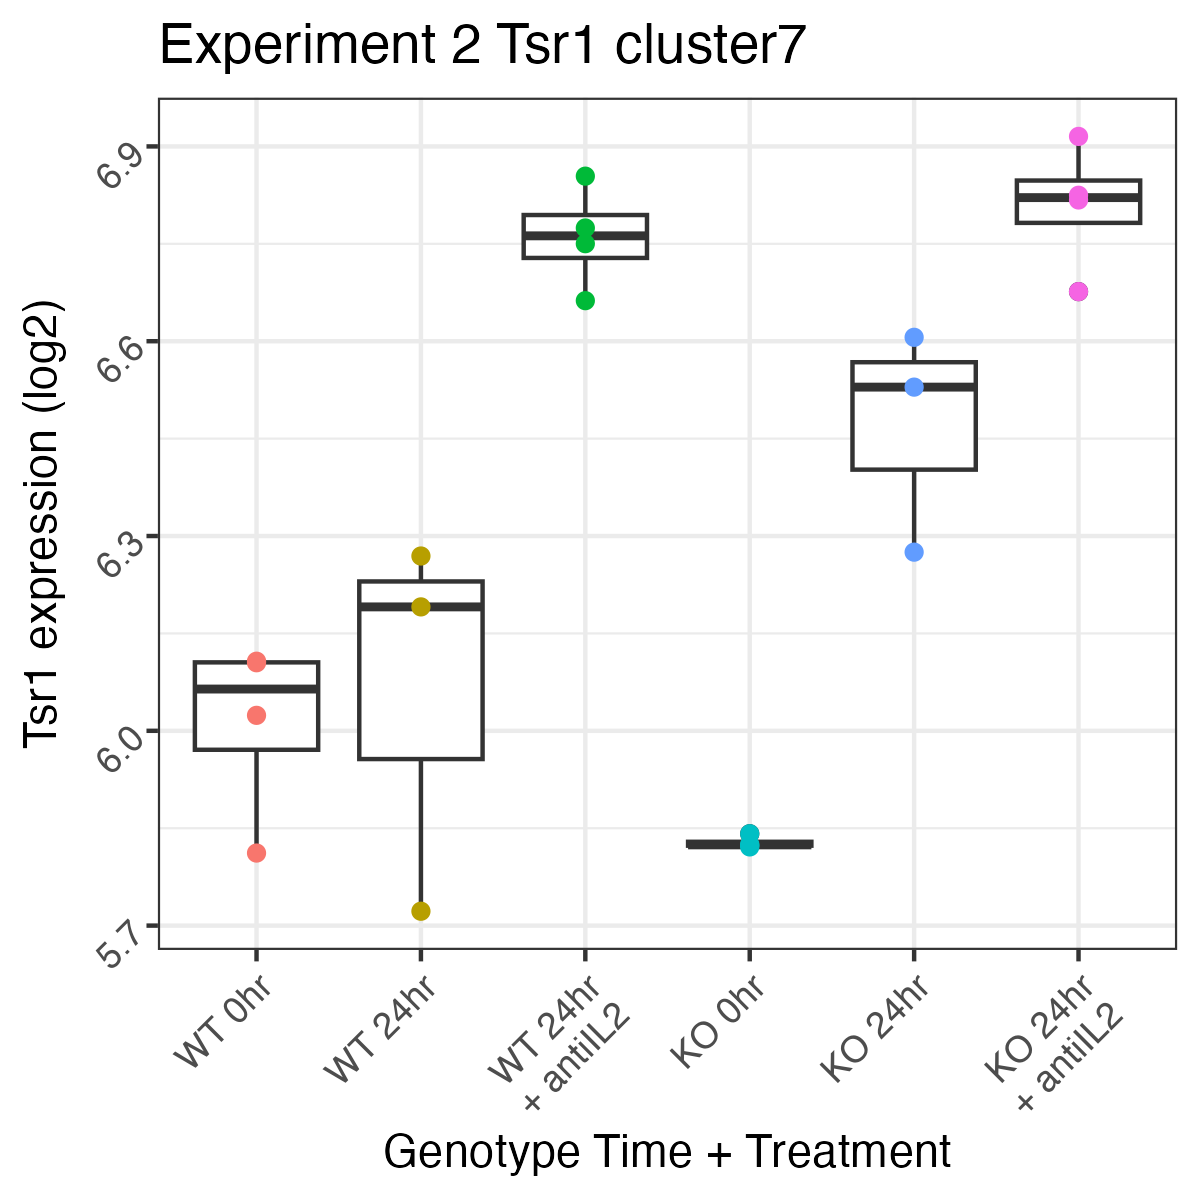 Experiment 2 Tsr1 cluster7
Tsr1 expression (log2)
6.9
6.6
6.3
6.0
5.7
WT 0hr
WT 24hr
WT 24hr
+ antiIL2
KO 0hr
KO 24hr
KO 24hr
+ antiIL2
Genotype Time + Treatment